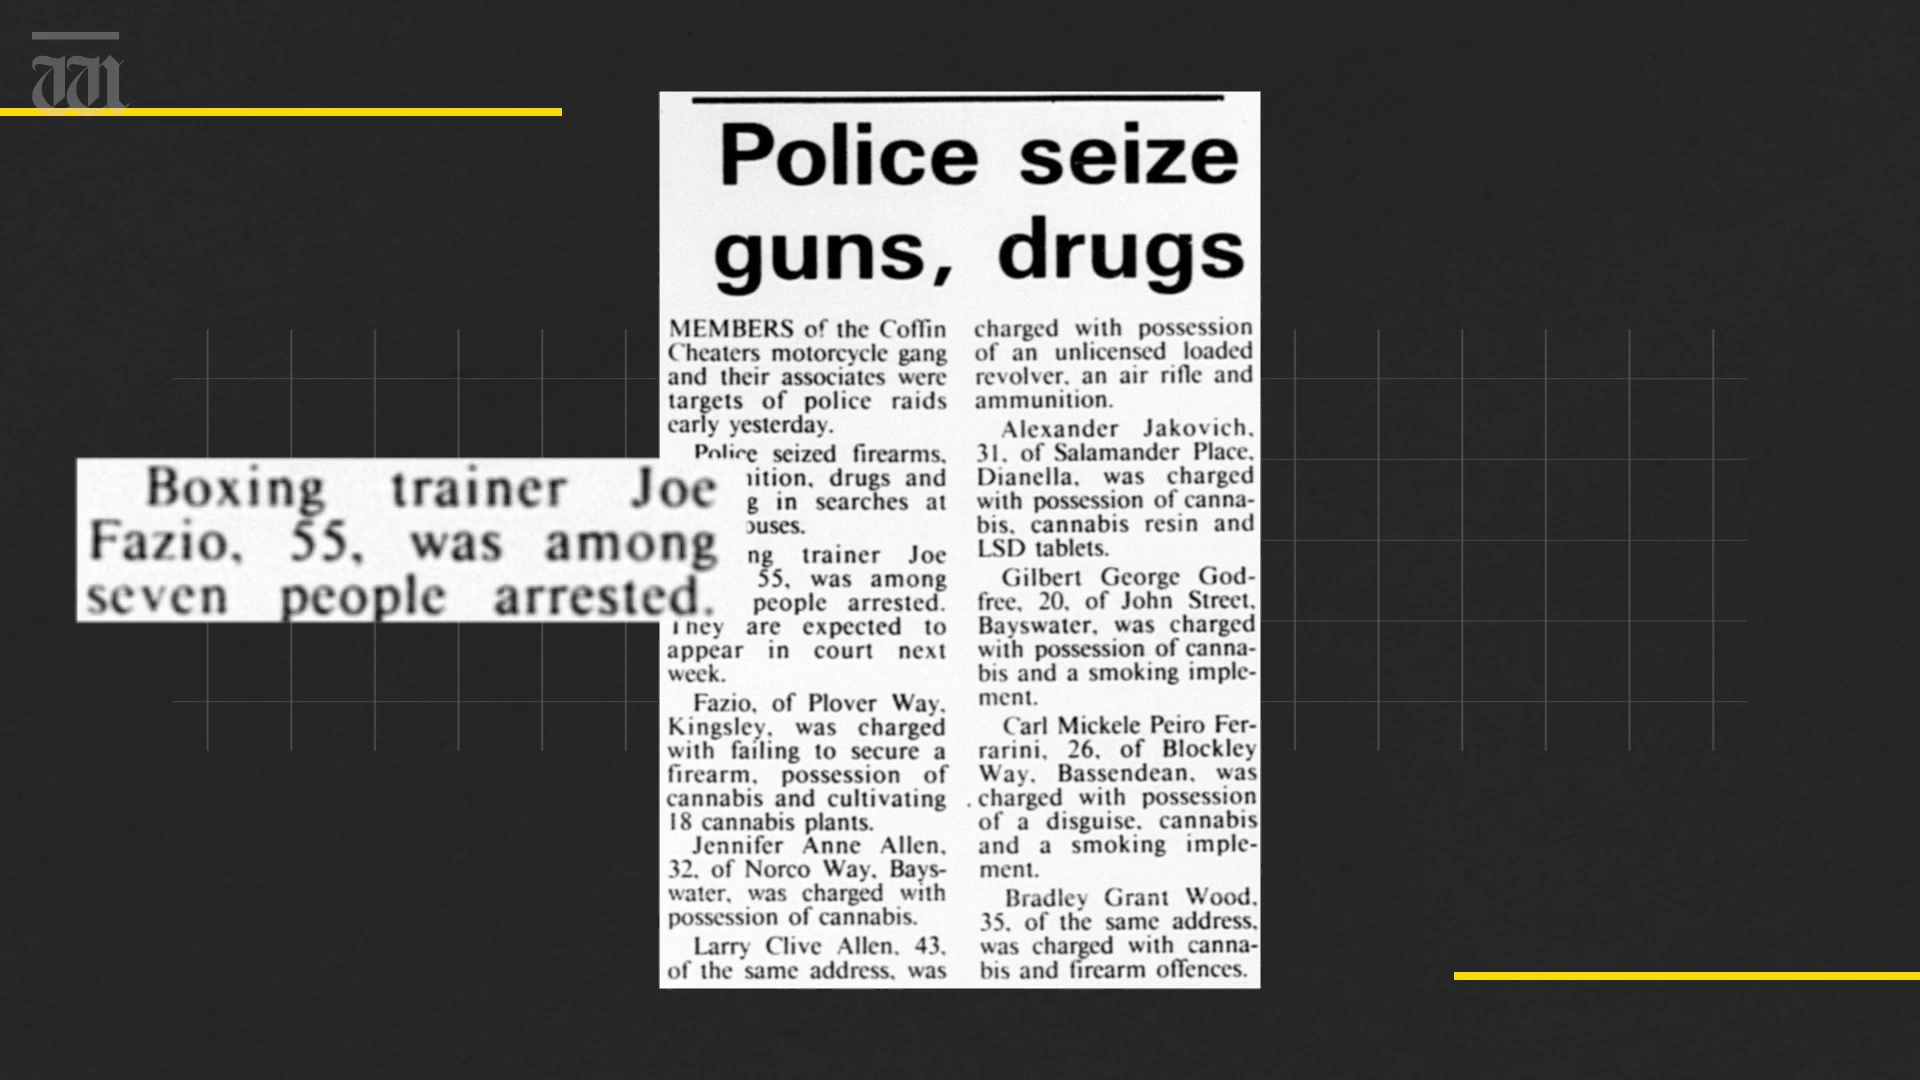 W
Police seize
guns, drugs
Boxing trainer Joe
Fazio, 55, was among
seven people arrested.
MEMBERS of the Coffin
Cheaters motorcycle gang
and their associates were
targets of police raids
early yesterday.
Police seized firearms,
drugs and
in searches at
trainer Joe
55, was among
people arrested.
They are expected to
appear in court next
week.
Fazio, of Plover Way,
Kingsley, was charged
with failing to secure a
firearm, possession of
cannabis and cultivating
18 cannabis plants.
Jennifer Anne Allen,
32, of Norco Way, Bays-
water, was charged with
possession of cannabis.
Larry Clive Allen, 43,
of the same address, was
charged with possession
of an unlicensed loaded
revolver, an air rifle and
ammunition.
Alexander Jakovich,
31, of Salamander Place,
Dianella, was charged
with possession of canna-
bis, cannabis resin and
LSD tablets.
Gilbert George God-
free, 20, of John Street,
Bayswater, was charged
with possession of canna-
bis and a smoking imple-
ment.
Carl Mickele Peiro Fer-
rarini, 26, of Blockley
Way, Bassendean, was
charged with possession
of a disguise, cannabis
and a smoking imple-
ment.
Bradley Grant Wood,
35, of the same address,
was charged with canna-
bis and firearm offences.